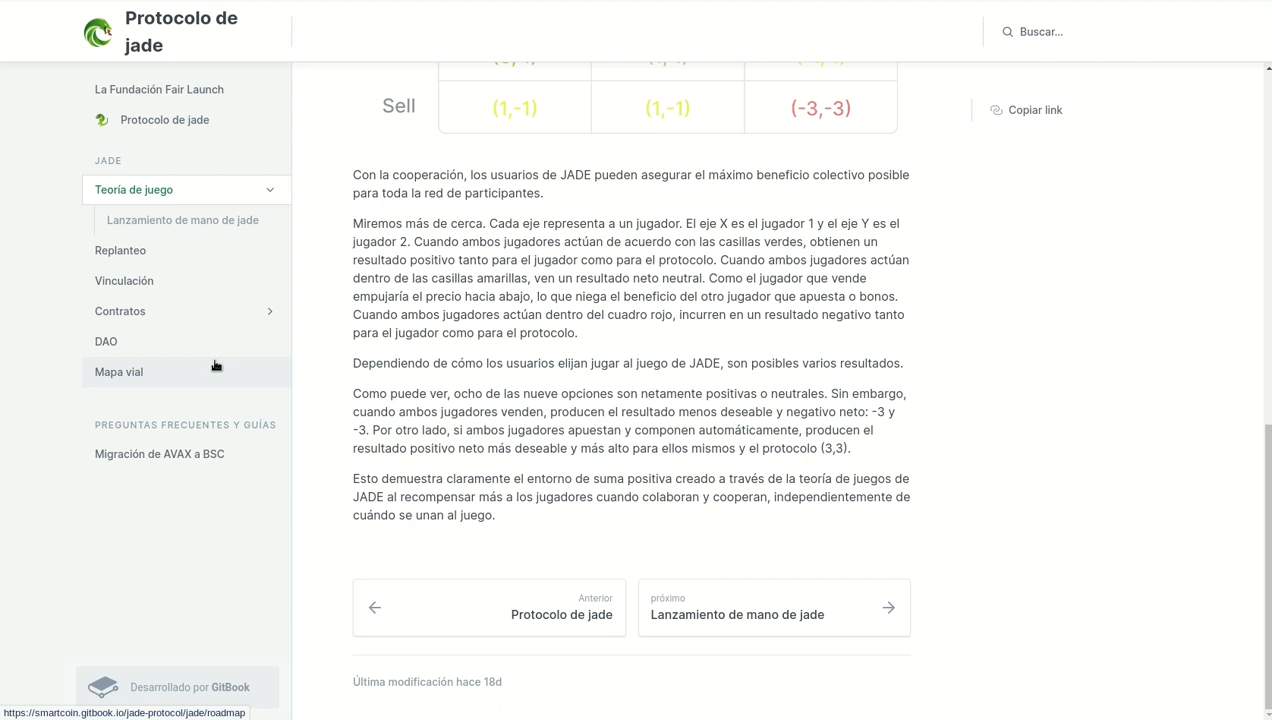 Protocolo de
jade
Buscar...
La Fundación Fair Launch
Protocolo de jade
JADE
Teoría de juego
Lanzamiento de mano de jade
Replanteo
Vinculación
Contratos
DAO
Mapa vial
PREGUNTAS FRECUENTES Y GUÍAS
Migración de AVAX a BSC
Desarrollado por GitBook
https://smartcoin.gitbook.io/jade-protocol/jade/roadmap
Sell (1,-1) (1,-1) (-3,-3)
Copiar link
Con la cooperación, los usuarios de JADE pueden asegurar el máximo beneficio colectivo posible
para toda la red de participantes.
Miremos más de cerca. Cada eje representa a un jugador. El eje X es el jugador 1 y el eje Y es el
jugador 2. Cuando ambos jugadores actúan de acuerdo con las casillas verdes, obtienen un
resultado positivo tanto para el jugador como para el protocolo. Cuando ambos jugadores actúan
dentro de las casillas amarillas, ven un resultado neto neutral. Como el jugador que vende
empujaría el precio hacia abajo, lo que niega el beneficio del otro jugador que apuesta o bonos.
Cuando ambos jugadores actúan dentro del cuadro rojo, incurren en un resultado negativo tanto
para el jugador como para el protocolo.
Dependiendo de cómo los usuarios elijan jugar al juego de JADE, son posibles varios resultados.
Como puede ver, ocho de las nueve opciones son netamente positivas o neutrales. Sin embargo,
cuando ambos jugadores venden, producen el resultado menos deseable y negativo neto: -3 y
-3. Por otro lado, si ambos jugadores apuestan y componen automáticamente, producen el
resultado positivo neto más deseable y más alto para ellos mismos y el protocolo (3,3).
Esto demuestra claramente el entorno de suma positiva creado a través de la teoría de juegos de
JADE al recompensar más a los jugadores cuando colaboran y cooperan, independientemente de
cuándo se unan al juego.
Anterior
Protocolo de jade
próximo
Lanzamiento de mano de jade
Última modificación hace 18d